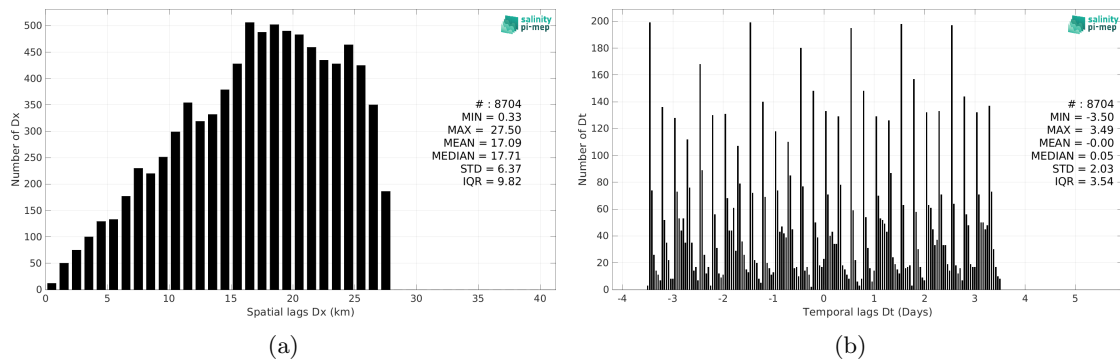 500
450
400
350
300
250
200
150
100
50
0
0 5 10 15 20 25 30 35 40
Number of Dx
Spatial lags Dx (km)
salinity
pi-mep
# : 8704
MIN = 0.33
MAX = 27.50
MEAN = 17.09
MEDIAN = 17.71
STD = 6.37
IQR = 9.82
(a)
200
180
160
140
120
100
80
60
40
20
0
-4 -3 -2 -1 0 1 2 3 4 5
Number of Dt
Temporal lags Dt (Days)
salinity
pi-mep
# : 8704
MIN = -3.50
MAX = 3.49
MEAN = -0.00
MEDIAN = 0.05
STD = 2.03
IQR = 3.54
(b)